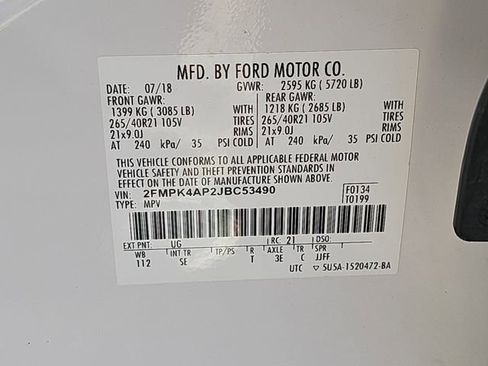 MFD. BY FORD MOTOR CO.
DATE: 07/18 GVWR: 2595 KG ( 5720 LB)
FRONT GAWR: REAR GAWR:
1399 KG ( 3085 LB) WITH 1218 KG ( 2685 LB) WITH
265/40R21 105V TIRES 265/40R21 105V TIRES
21x9.0J RIMS 21x9.0J RIMS
AT 240 kPa/ 35 PSI COLD AT 240 kPa/ 35 PSI COLD
THIS VEHICLE CONFORMS TO ALL APPLICABLE FEDERAL MOTOR
VEHICLE SAFETY AND THEFT PREVENTION STANDARDS IN
EFFECT ON THE DATE OF MANUFACTURE SHOWN ABOVE.
VIN: 2FMPK4AP2JBC53490 F0134
TYPE: MPV T0199
EXT PNT: UG RC: 21 DSO:
WB INT TR TP/PS R AXLE TR SPR
112 SE T 3E C JJFF
UTC ▽5U5A-1520472-BA